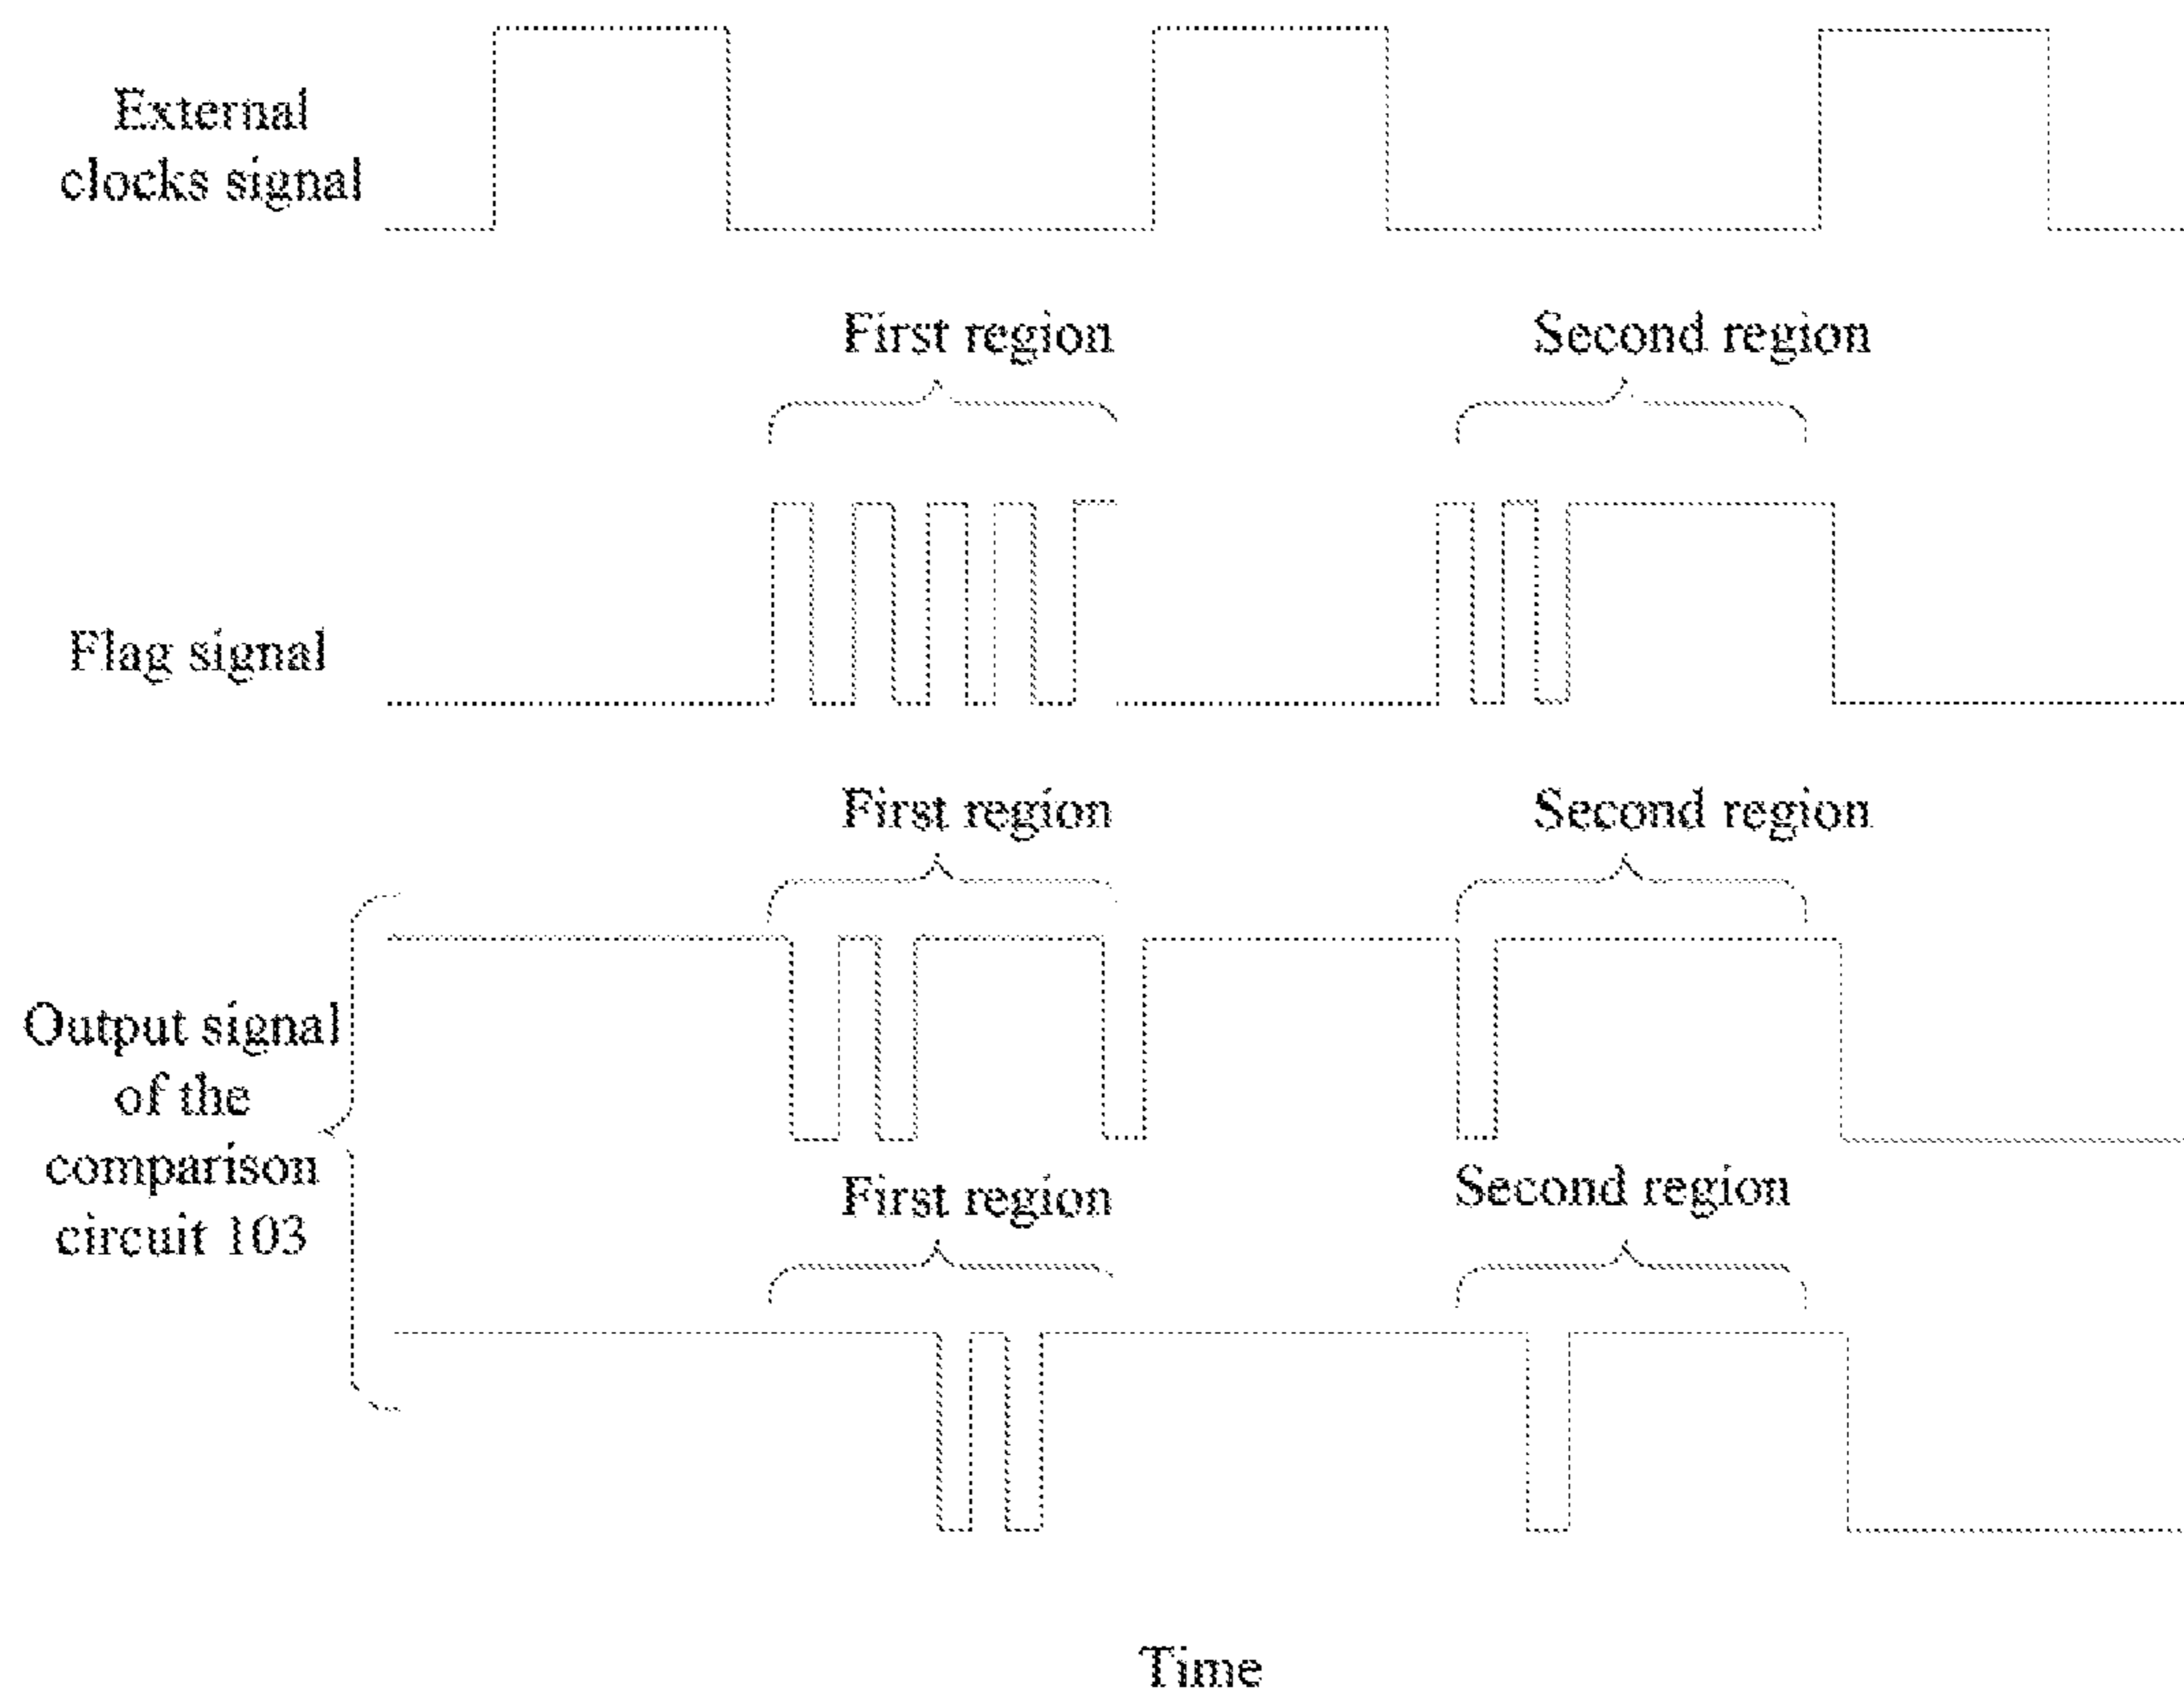 External
clocks signal
First region
Second region
Flag signal
First region
Second region
Output signal
of the
comparison
circuit 103
First region
Second region
Time